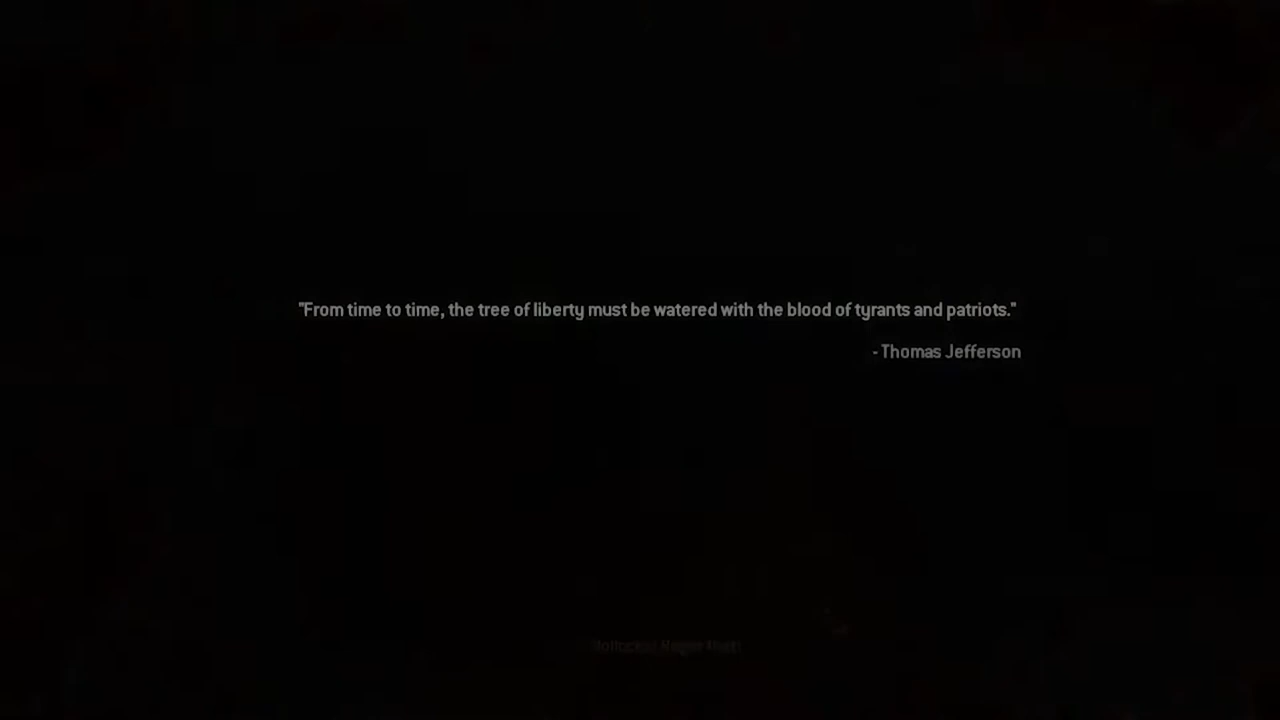 "From time to time, the tree of liberty must be watered with the blood of tyrants and patriots."
- Thomas Jefferson